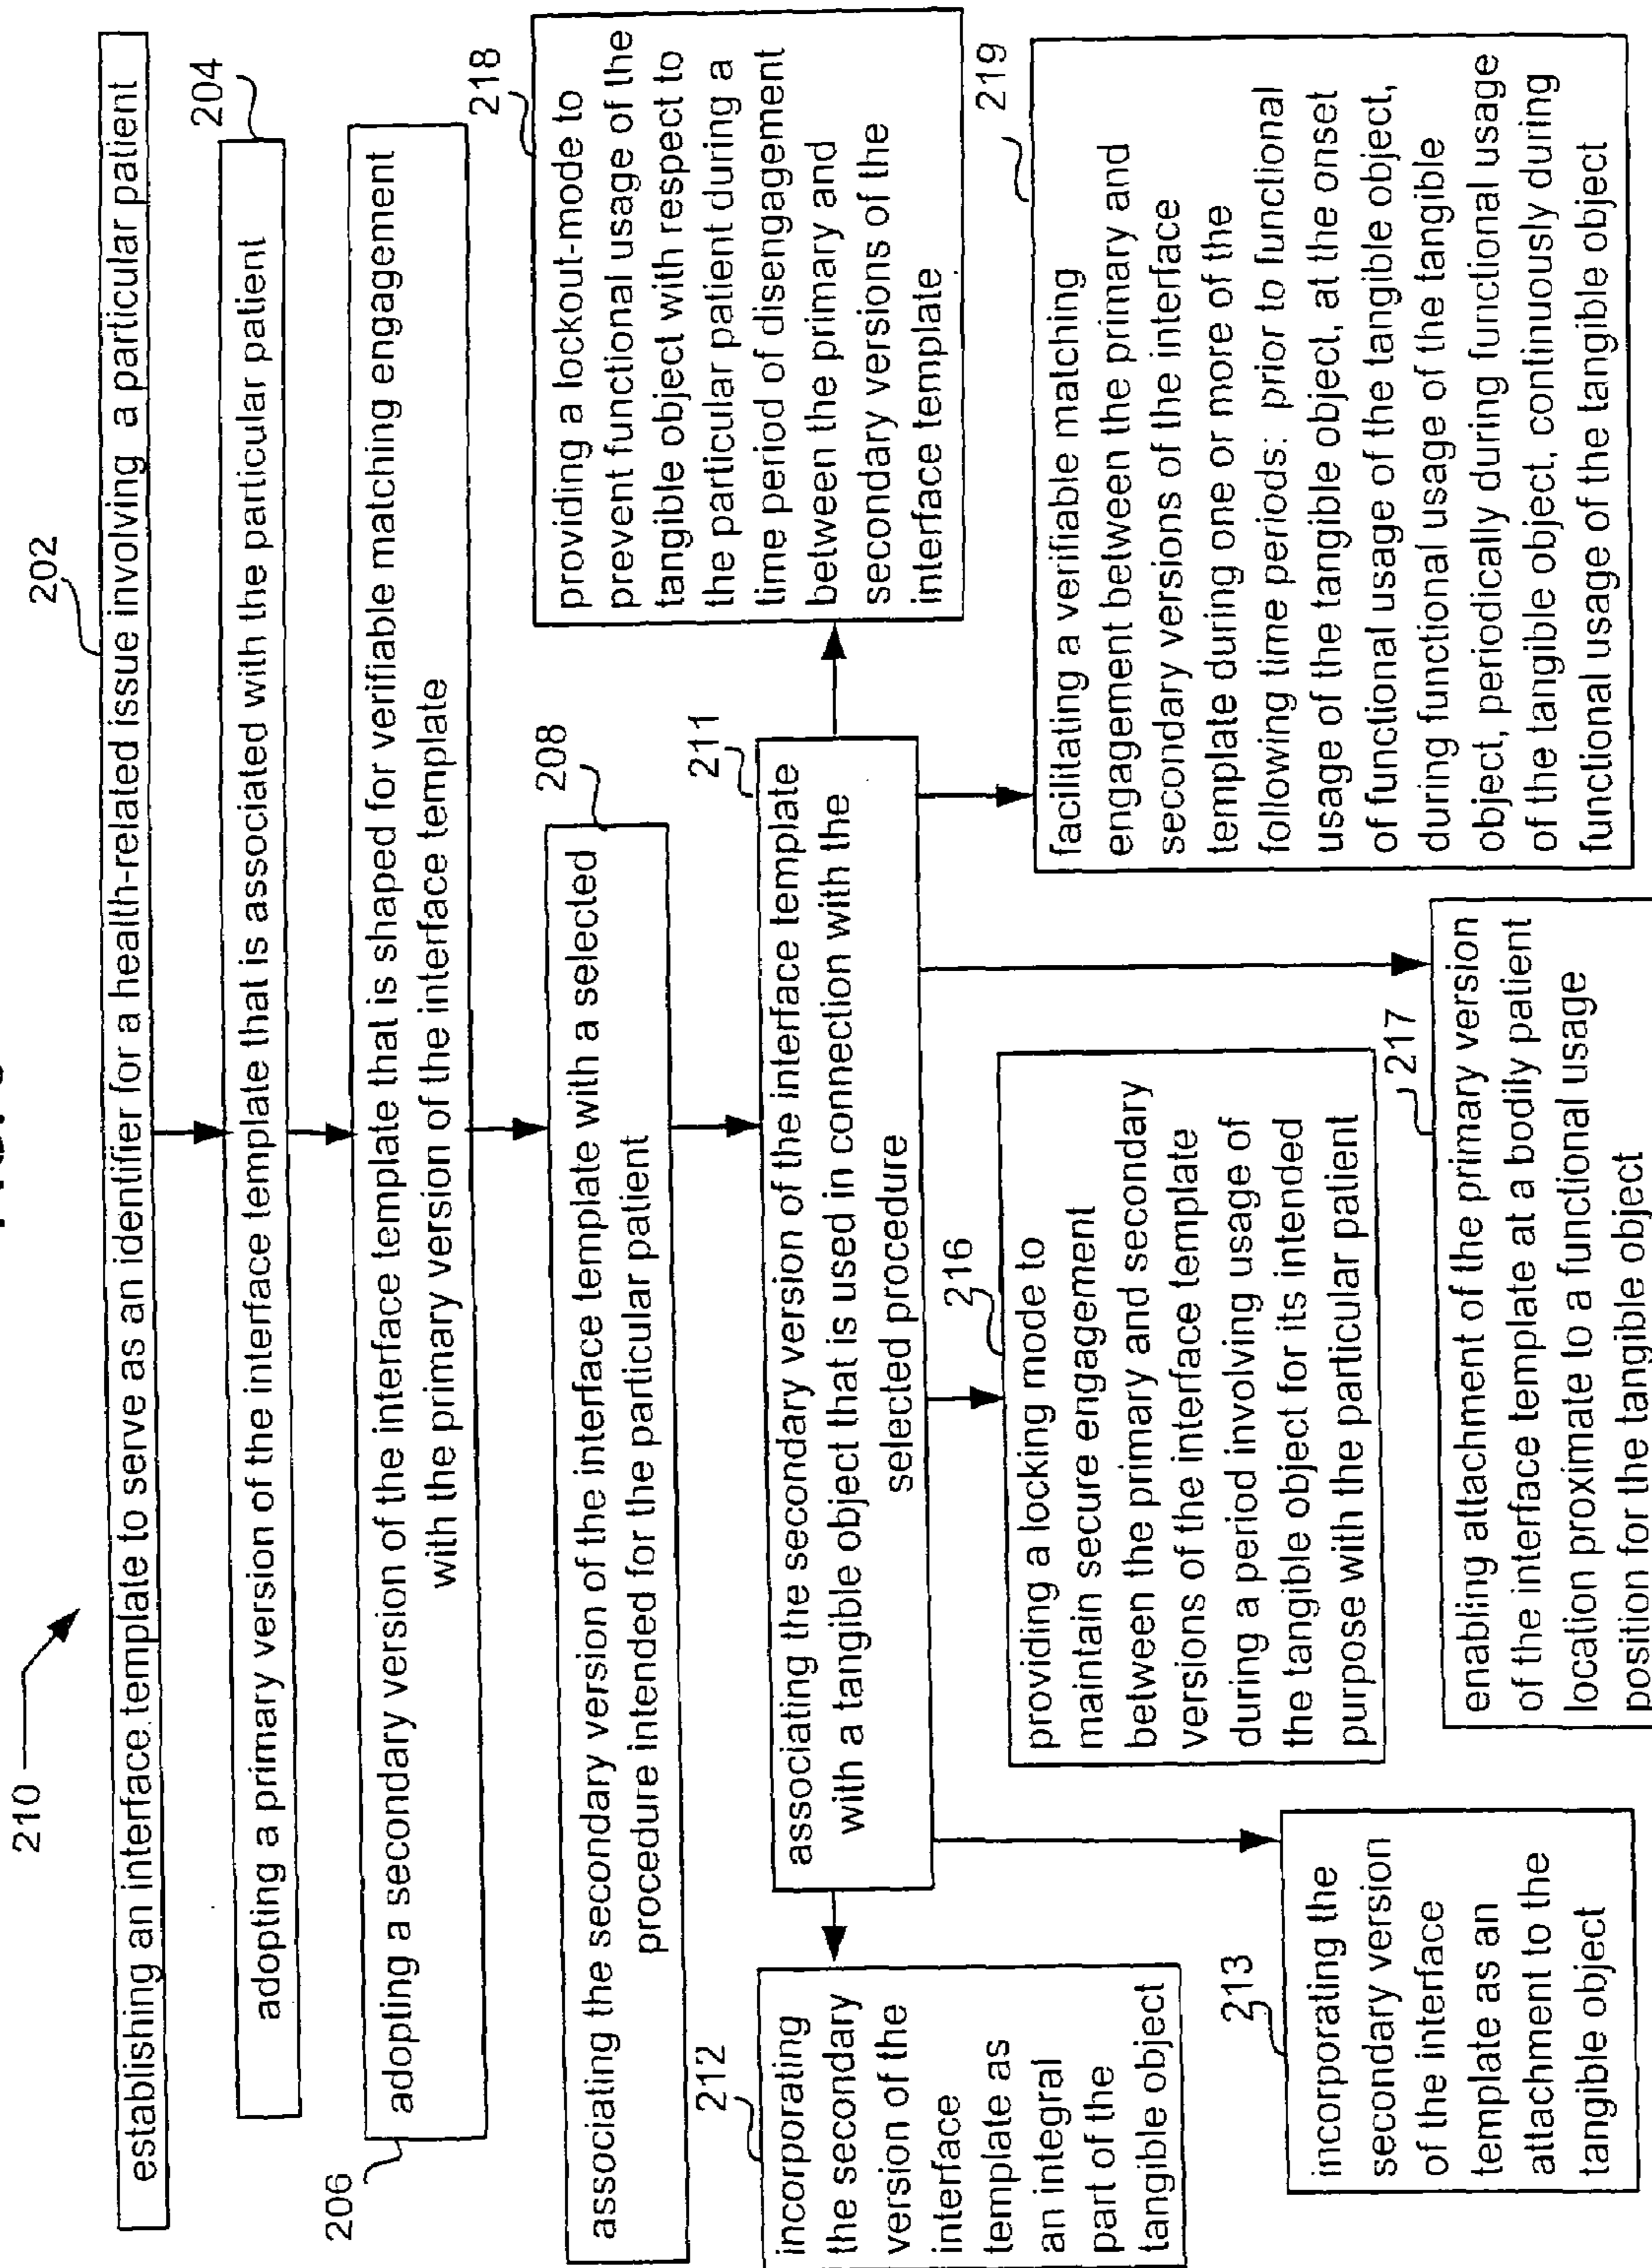 210
202
establishing an interface template to serve as an identifier for a health-related issue involving a particular patient
204
adopting a primary version of the interface template that is associated with the particular patient
206
adopting a secondary version of the interface template that is shaped for verifiable matching engagement
with the primary version of the interface template
208
associating the secondary version of the interface template with a selected
procedure intended for the particular patient
211
associating the secondary version of the interface template
with a tangible object that is used in connection with the
selected procedure
212
incorporating
the secondary
version of the
interface
template as
an integral
part of the
tangible object
213
incorporating the
secondary version
of the interface
template as an
attachment to the
tangible object
216
providing a locking mode to
maintain secure engagement
between the primary and secondary
versions of the interface template
during a period involving usage of
the tangible object for its intended
purpose with the particular patient
217
enabling attachment of the primary version
of the interface template at a bodily patient
location proximate to a functional usage
position for the tangible object
218
providing a lockout-mode to
prevent functional usage of the
tangible object with respect to
the particular patient during a
time period of disengagement
between the primary and
secondary versions of the
interface template
219
facilitating a verifiable matching
engagement between the primary and
secondary versions of the interface
template during one or more of the
following time periods: prior to functional
usage of the tangible object, at the onset
of functional usage of the tangible object,
during functional usage of the tangible
object, periodically during functional usage
of the tangible object, continuously during
functional usage of the tangible object